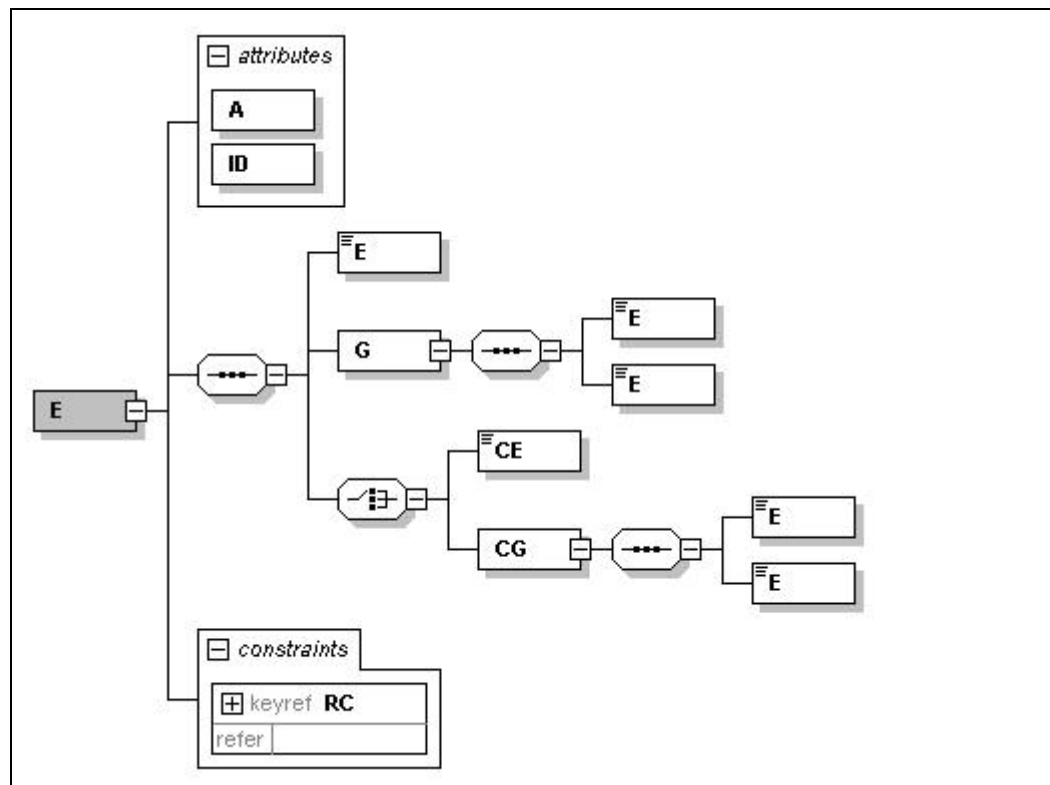 attributes
A
ID
E
G
E
E
E
CE
CG
E
E
constraints
keyref RC
refer